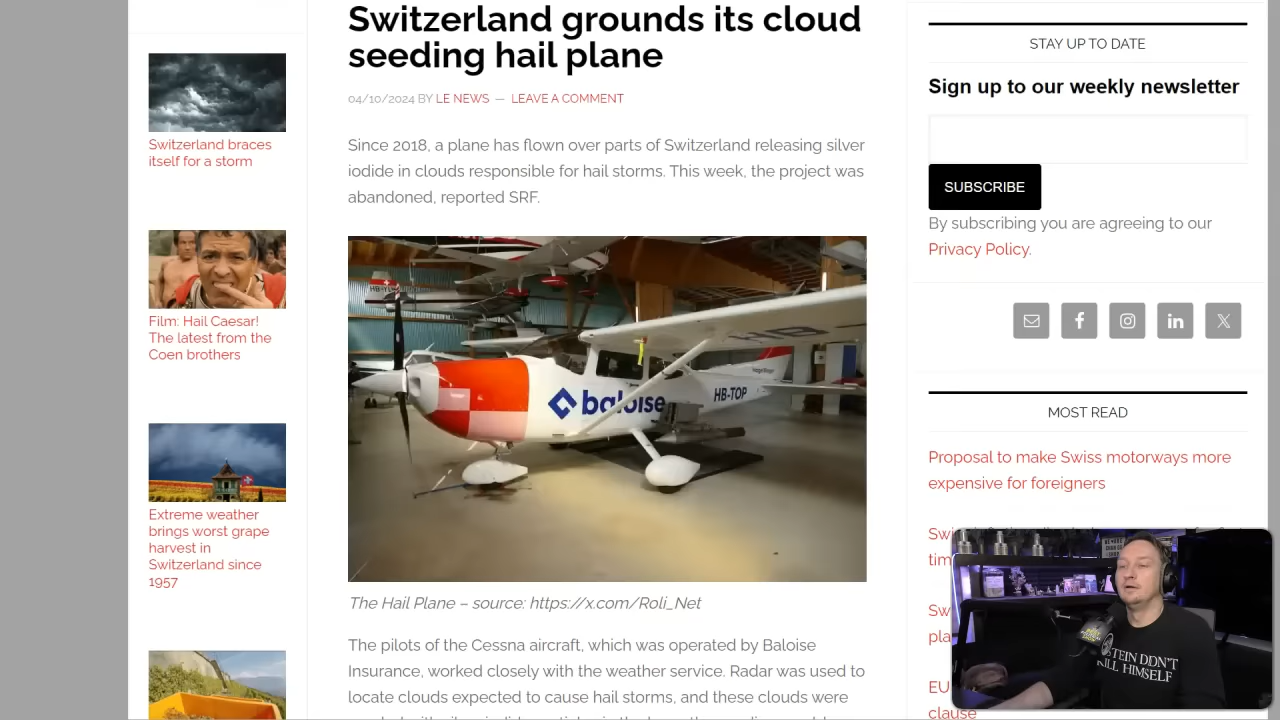 Switzerland grounds its cloud
seeding hail plane
04/10/2024 BY LE NEWS — LEAVE A COMMENT
Since 2018, a plane has flown over parts of Switzerland releasing silver
iodide in clouds responsible for hail storms. This week, the project was
abandoned, reported SRF.
baloise
HB-TOP
The Hail Plane – source: https://x.com/Roli_Net
The pilots of the Cessna aircraft, which was operated by Baloise
Insurance, worked closely with the weather service. Radar was used to
locate clouds expected to cause hail storms, and these clouds were
Switzerland braces
itself for a storm
Film: Hail Caesar!
The latest from the
Coen brothers
Extreme weather
brings worst grape
harvest in
Switzerland since
1957
STAY UP TO DATE
Sign up to our weekly newsletter
SUBSCRIBE
By subscribing you are agreeing to our
Privacy Policy.
MOST READ
Proposal to make Swiss motorways more
expensive for foreigners
EU
clause
DDN'T
HIMSELF